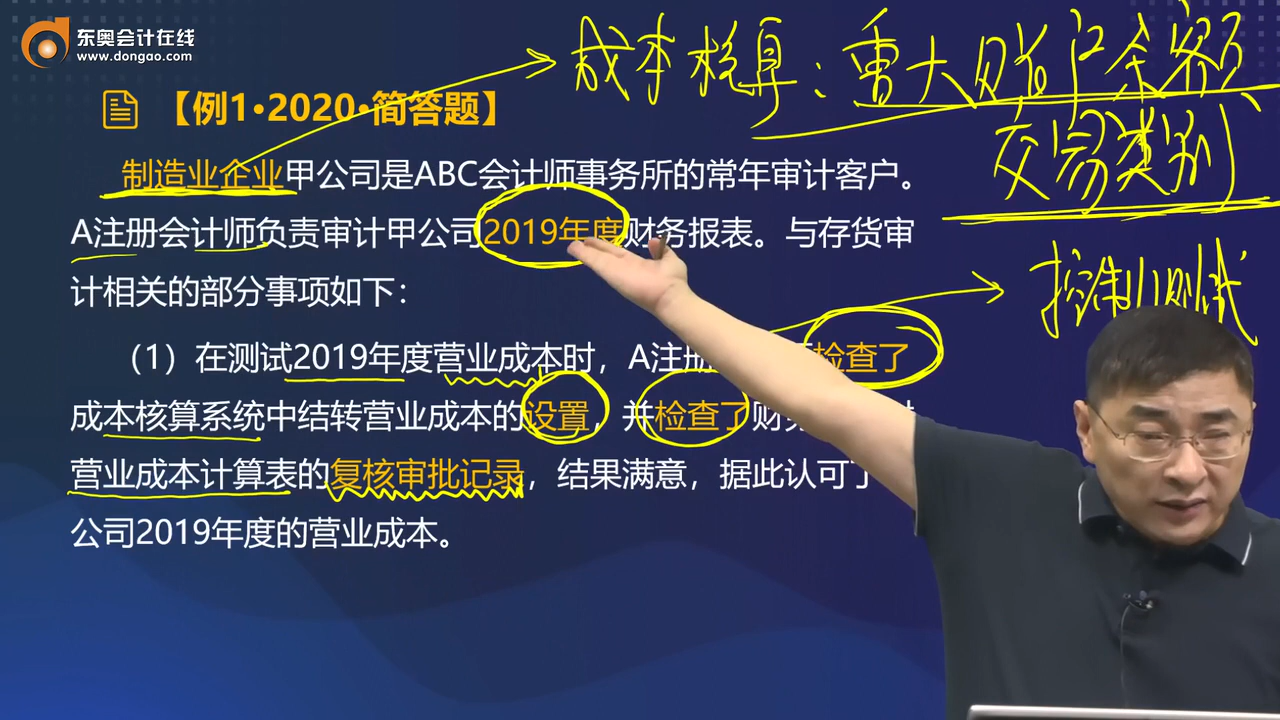 东奥会计在线
www.dongao.com
成本核算：重大账户余额、
交易类别
【例1·2020·简答题】
制造业企业甲公司是ABC会计师事务所的常年审计客户。
A注册会计师负责审计甲公司2019年度财务报表。与存货审
计相关的部分事项如下：
控制测试
（1）在测试2019年度营业成本时，A注册 检查了
成本核算系统中结转营业成本的设置，并检查了财
营业成本计算表的复核审批记录，结果满意，据此认可了
公司2019年度的营业成本。